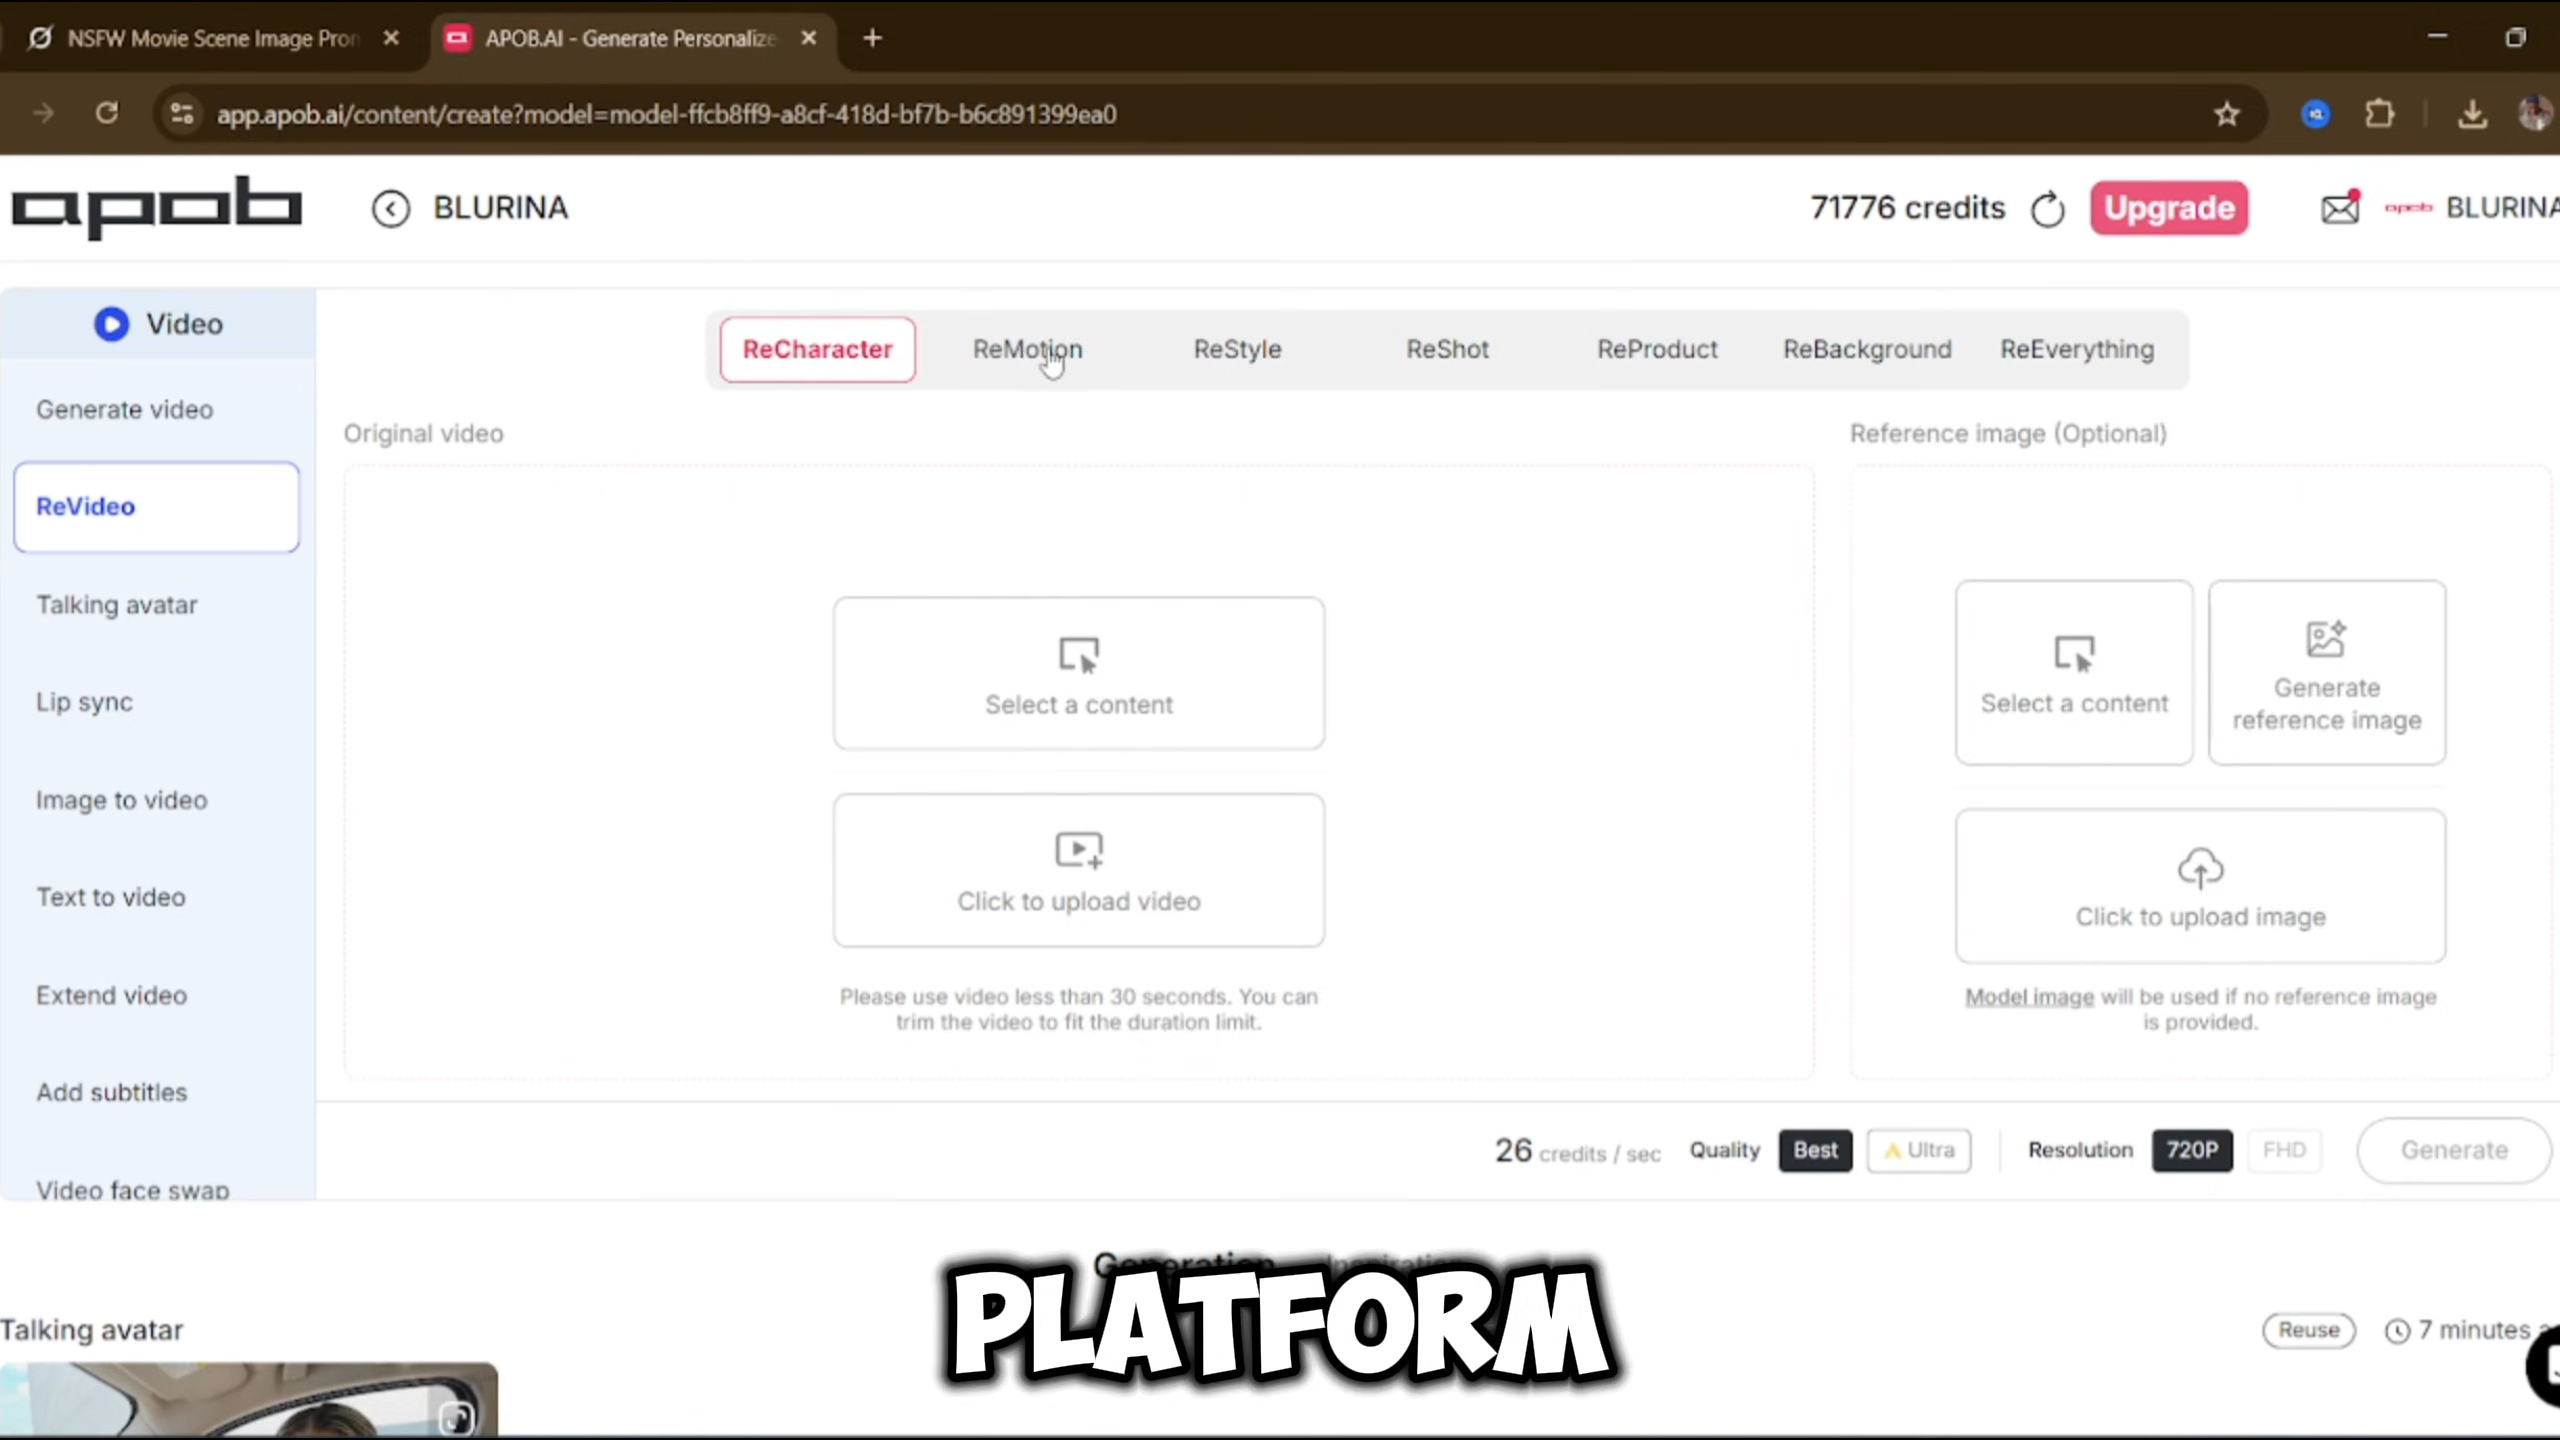 NSFW Movie Scene Image Pro
APOB.AI - Generate Personalize
app.apob.ai/content/create?model=model-ffcb8ff9-a8cf-418d-bf7b-b6c891399ea0
apob
BLURINA
71776 credits
Upgrade
apob
BLURINA
Video
Generate video
ReVideo
Talking avatar
Lip sync
Image to video
Text to video
Extend video
Add subtitles
Video face swap
ReCharacter
ReMotion
ReStyle
ReShot
ReProduct
ReBackground
ReEverything
Original video
Select a content
Click to upload video
Please use video less than 30 seconds. You can
trim the video to fit the duration limit.
Reference image (Optional)
Select a content
Generate
reference image
Click to upload image
Model image will be used if no reference image
is provided.
26 credits / sec
Quality
Best
Ultra
Resolution
720P
FHD
Generate
Generation
Inspiration
PLATFORM
Talking avatar
Reuse
7 minutes a